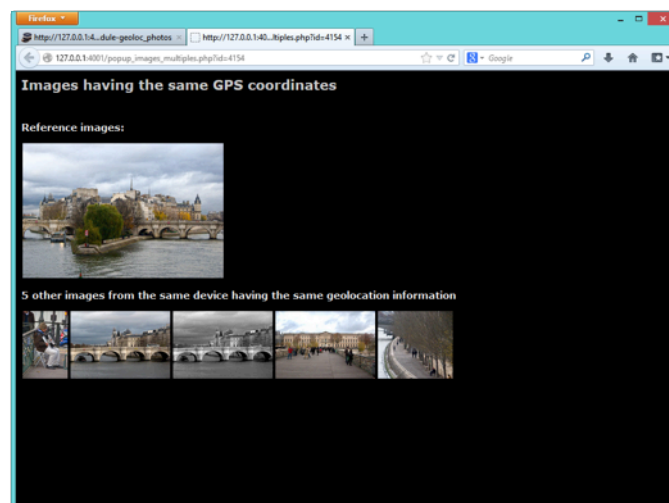 Firefox
http://127.0.0.1:4...dule-geoloc_photos × http://127.0.0.1:40...ltiples.php?id=4154 × +
127.0.0.1:4001/popup_images_multiples.php?id=4154 Google
Images having the same GPS coordinates
Reference images:
5 other images from the same device having the same geolocation information